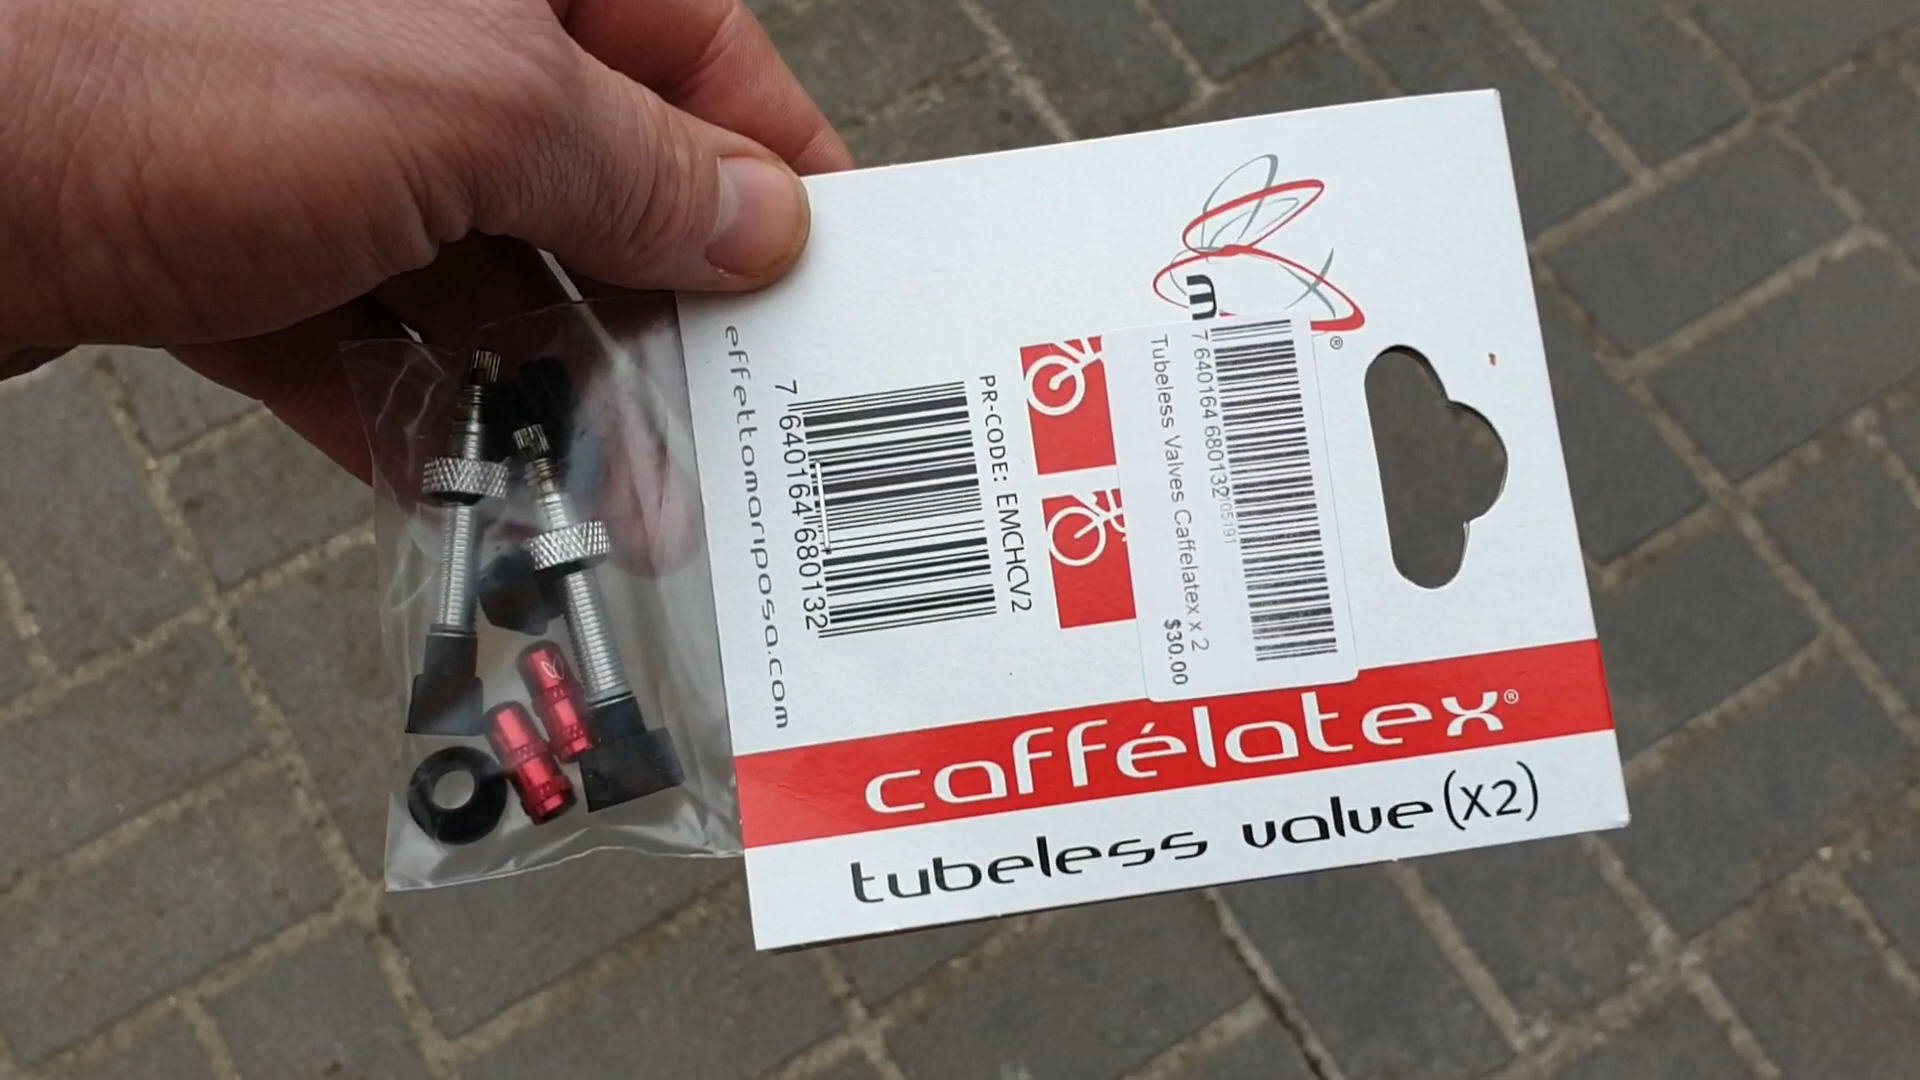 m
®
7 640164 680132
105191
Tubeless Valves Caffelatex x 2
$30.00
PR-CODE: EMCHCV2
7 640164 680132
effettomariposa.com
caffélatex®
tubeless valve (x2)